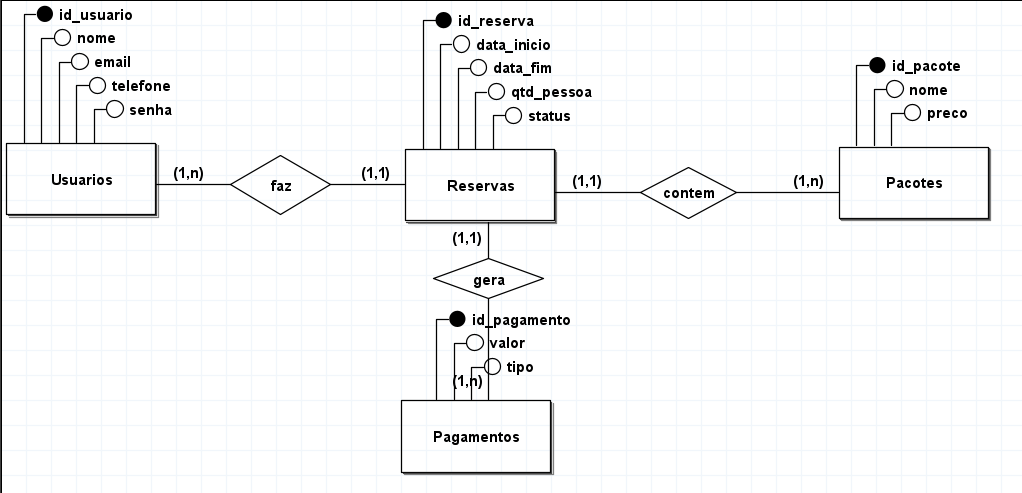 id_usuario
nome
email
telefone
senha
id_reserva
data_inicio
data_fim
qtd_pessoa
status
id_pacote
nome
preco
Usuarios
(1,n)
faz
(1,1)
Reservas
(1,1)
contem
(1,n)
Pacotes
(1,1)
gera
id_pagamento
valor
tipo
(1,n)
Pagamentos